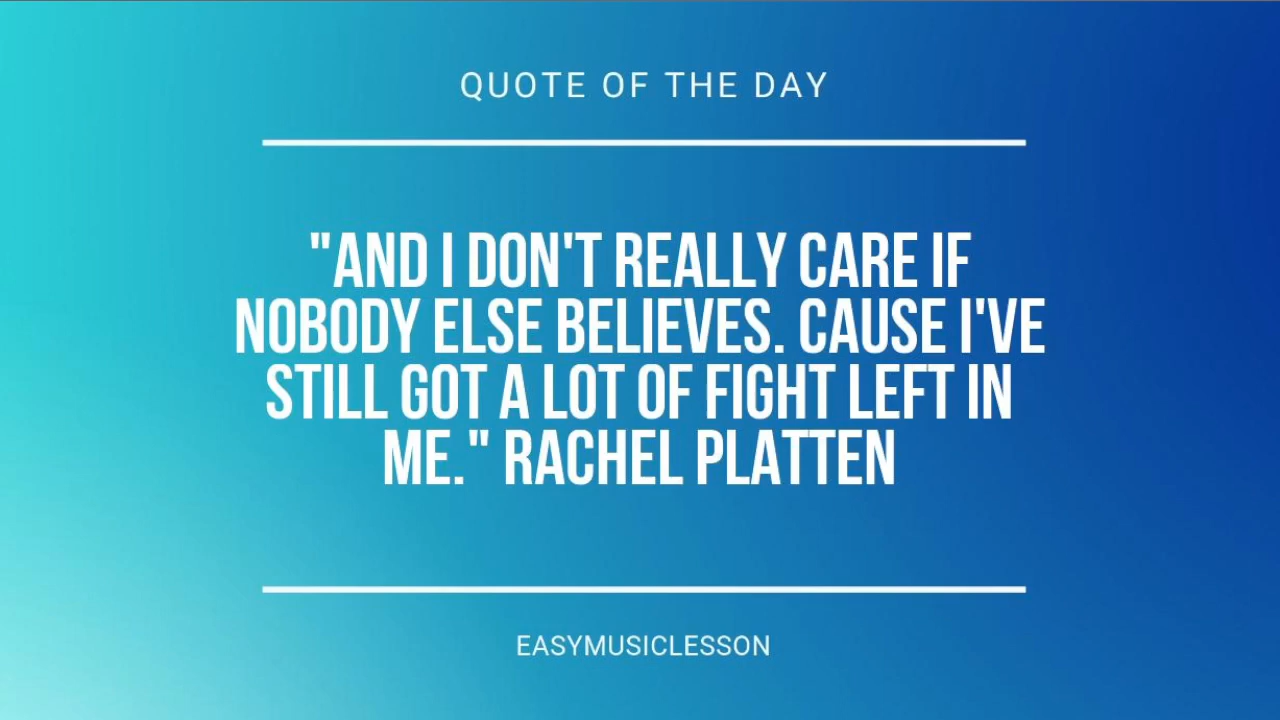 QUOTE OF THE DAY
"AND I DON'T REALLY CARE IF
NOBODY ELSE BELIEVES. CAUSE I'VE
STILL GOT A LOT OF FIGHT LEFT IN
ME." RACHEL PLATTEN
EASYMUSICLESSON